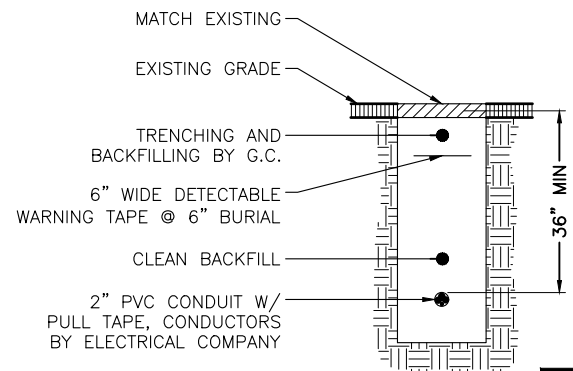 MATCH EXISTING
EXISTING GRADE
TRENCHING AND
BACKFILLING BY G.C.
6" WIDE DETECTABLE
WARNING TAPE @ 6" BURIAL
CLEAN BACKFILL
2" PVC CONDUIT W/
PULL TAPE, CONDUCTORS
BY ELECTRICAL COMPANY
36" MIN